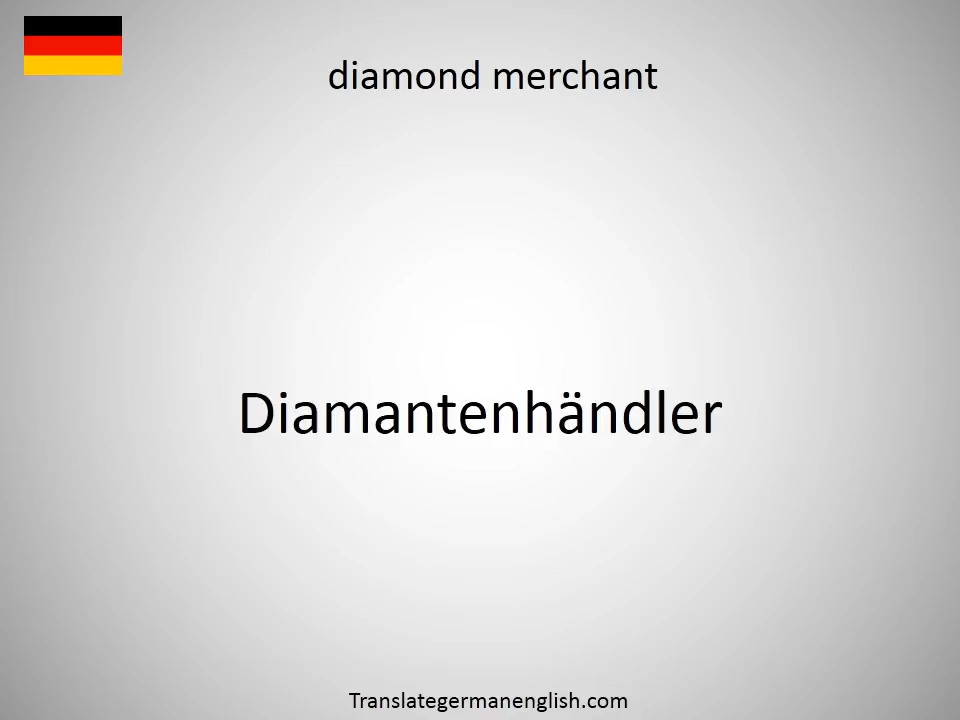 diamond merchant
Diamantenhändler
Translategermanenglish.com